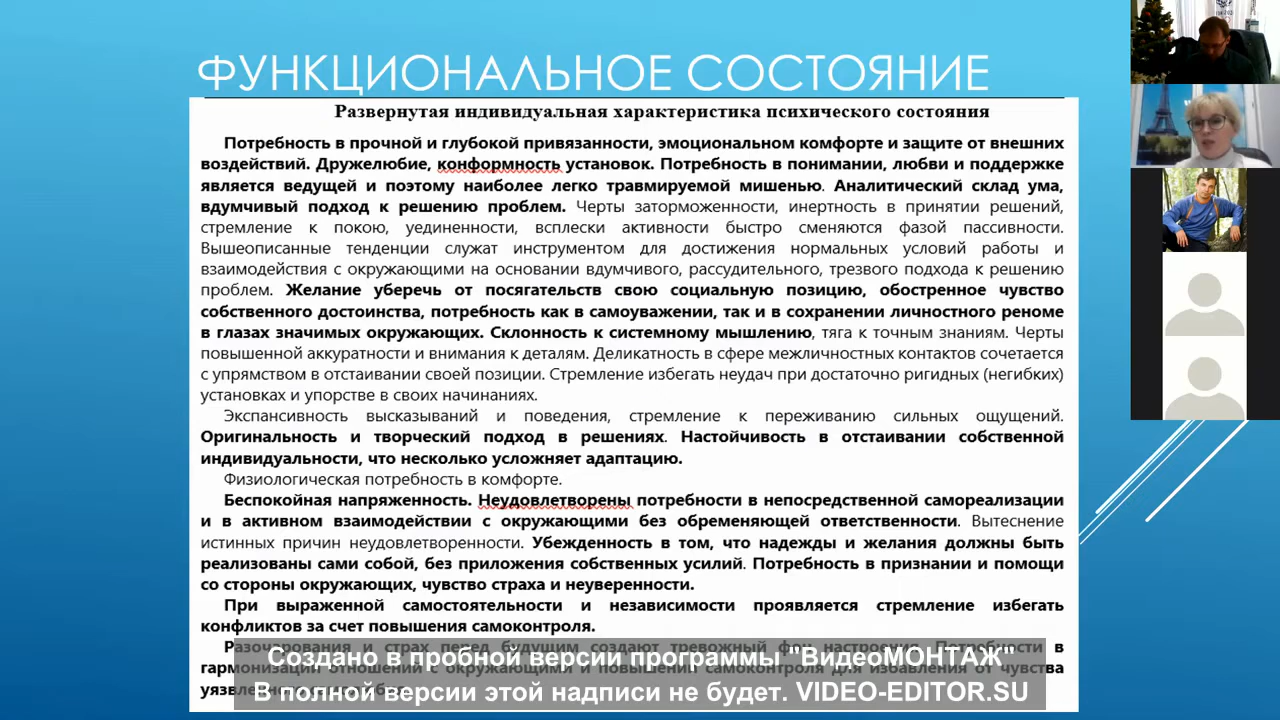 ФУНКЦИОНАЛЬНОЕ СОСТОЯНИЕ
Развернутая индивидуальная характеристика психического состояния
Потребность в прочной и глубокой привязанности, эмоциональном комфорте и защите от внешних
воздействий. Дружелюбие, конформность установок. Потребность в понимании, любви и поддержке
является ведущей и поэтому наиболее легко травмируемой мишенью. Аналитический склад ума,
вдумчивый подход к решению проблем. Черты заторможенности, инертность в принятии решений,
стремление к покою, уединенности, всплески активности быстро сменяются фазой пассивности.
Вышеописанные тенденции служат инструментом для достижения нормальных условий работы и
взаимодействия с окружающими на основании вдумчивого, рассудительного, трезвого подхода к решению
проблем. Желание уберечь от посягательств свою социальную позицию, обостренное чувство
собственного достоинства, потребность как в самоуважении, так и в сохранении личностного реноме
в глазах значимых окружающих. Склонность к системному мышлению, тяга к точным знаниям. Черты
повышенной аккуратности и внимания к деталям. Деликатность в сфере межличностных контактов сочетается
с упрямством в отстаивании своей позиции. Стремление избегать неудач при достаточно ригидных (негибких)
установках и упорстве в своих начинаниях.
Экспансивность высказываний и поведения, стремление к переживанию сильных ощущений.
Оригинальность и творческий подход в решениях. Настойчивость в отстаивании собственной
индивидуальности, что несколько усложняет адаптацию.
Физиологическая потребность в комфорте.
Беспокойная напряженность. Неудовлетворены потребности в непосредственной самореализации
и в активном взаимодействии с окружающими без обременяющей ответственности. Вытеснение
истинных причин неудовлетворенности. Убежденность в том, что надежды и желания должны быть
реализованы сами собой, без приложения собственных усилий. Потребность в признании и помощи
со стороны окружающих, чувство страха и неуверенности.
При выраженной самостоятельности и независимости проявляется стремление избегать
конфликтов за счет повышения самоконтроля.
Разочарования и страх перед будущим создают тревожный фон настроения. Потребности в
Создано в пробной версии программы "ВидеоМОНТАЖ"
В полной версии этой надписи не будет. VIDEO-EDITOR.SU